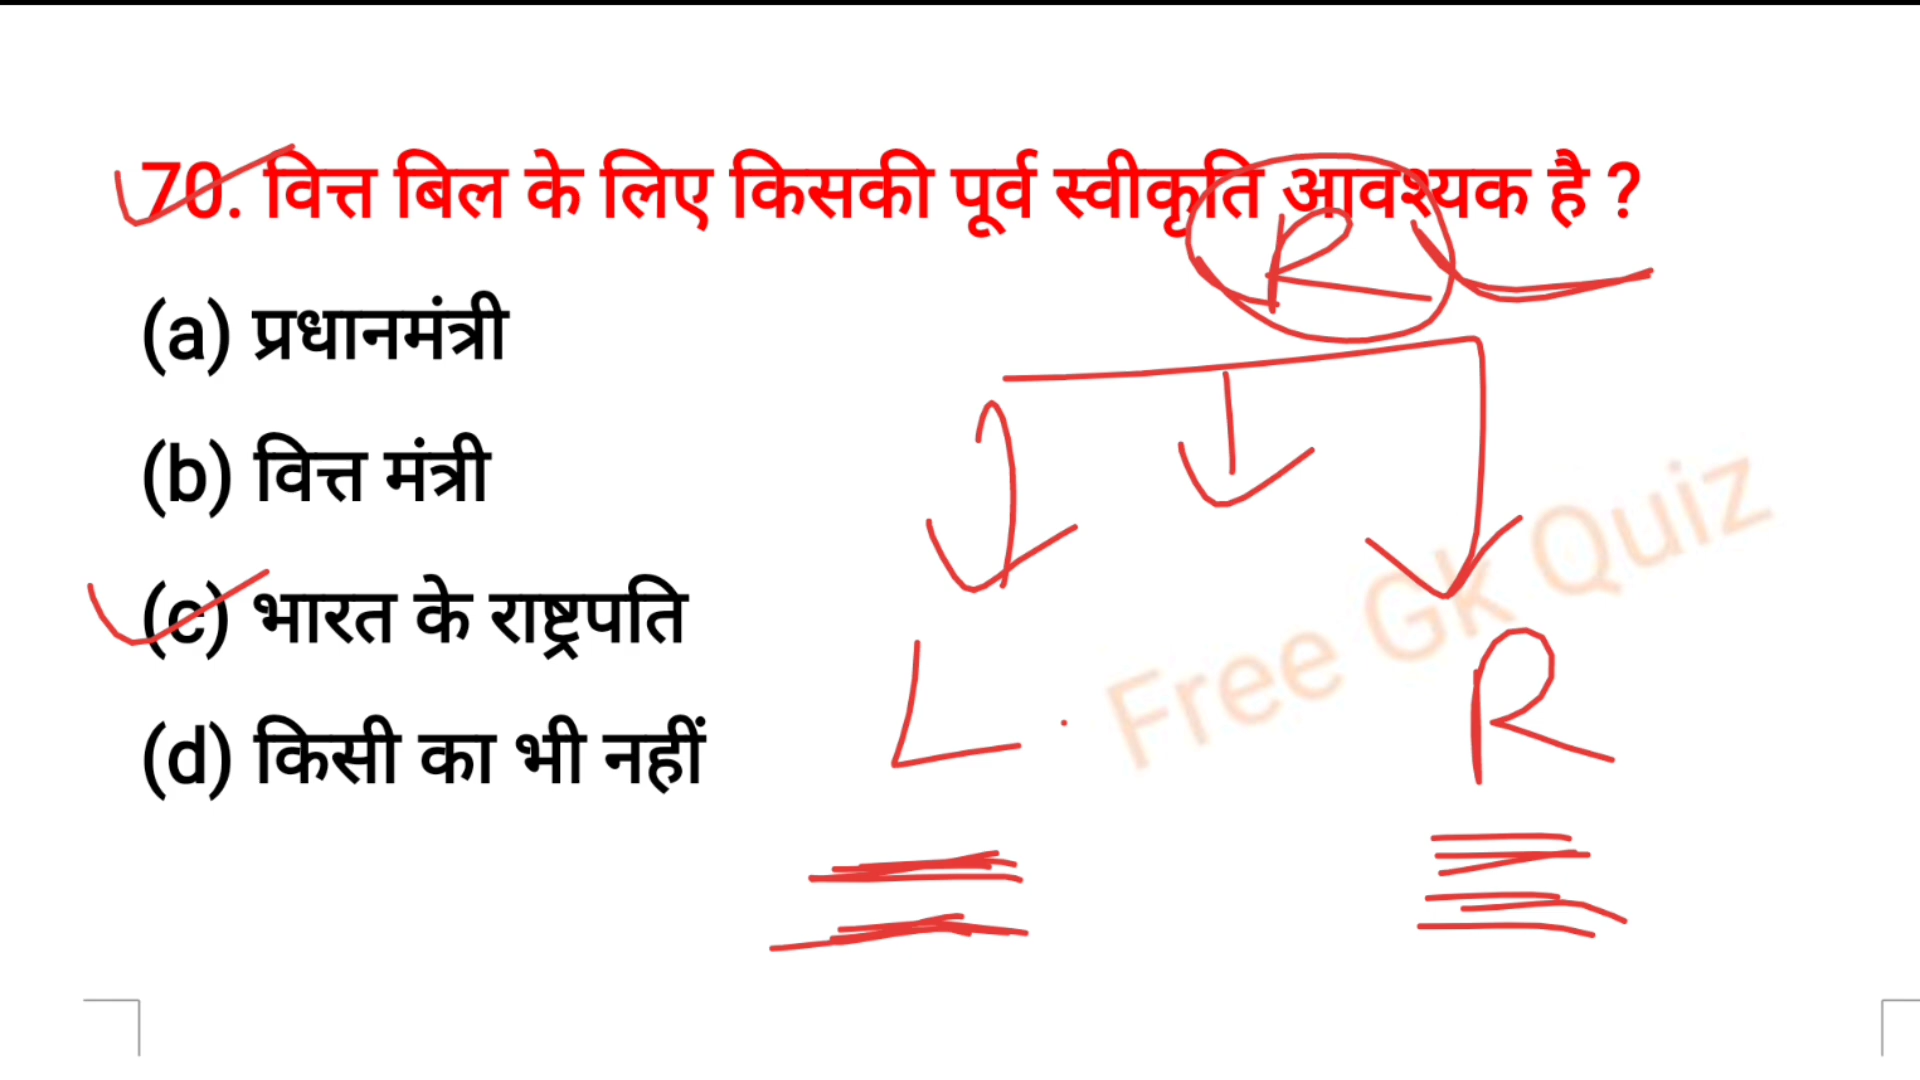 70. वित्त बिल के लिए किसकी पूर्व स्वीकृति आवश्यक है ?
R
(a) प्रधानमंत्री
(b) वित्त मंत्री
(c) भारत के राष्ट्रपति
(d) किसी का भी नहीं
L
R
Free Gk Quiz